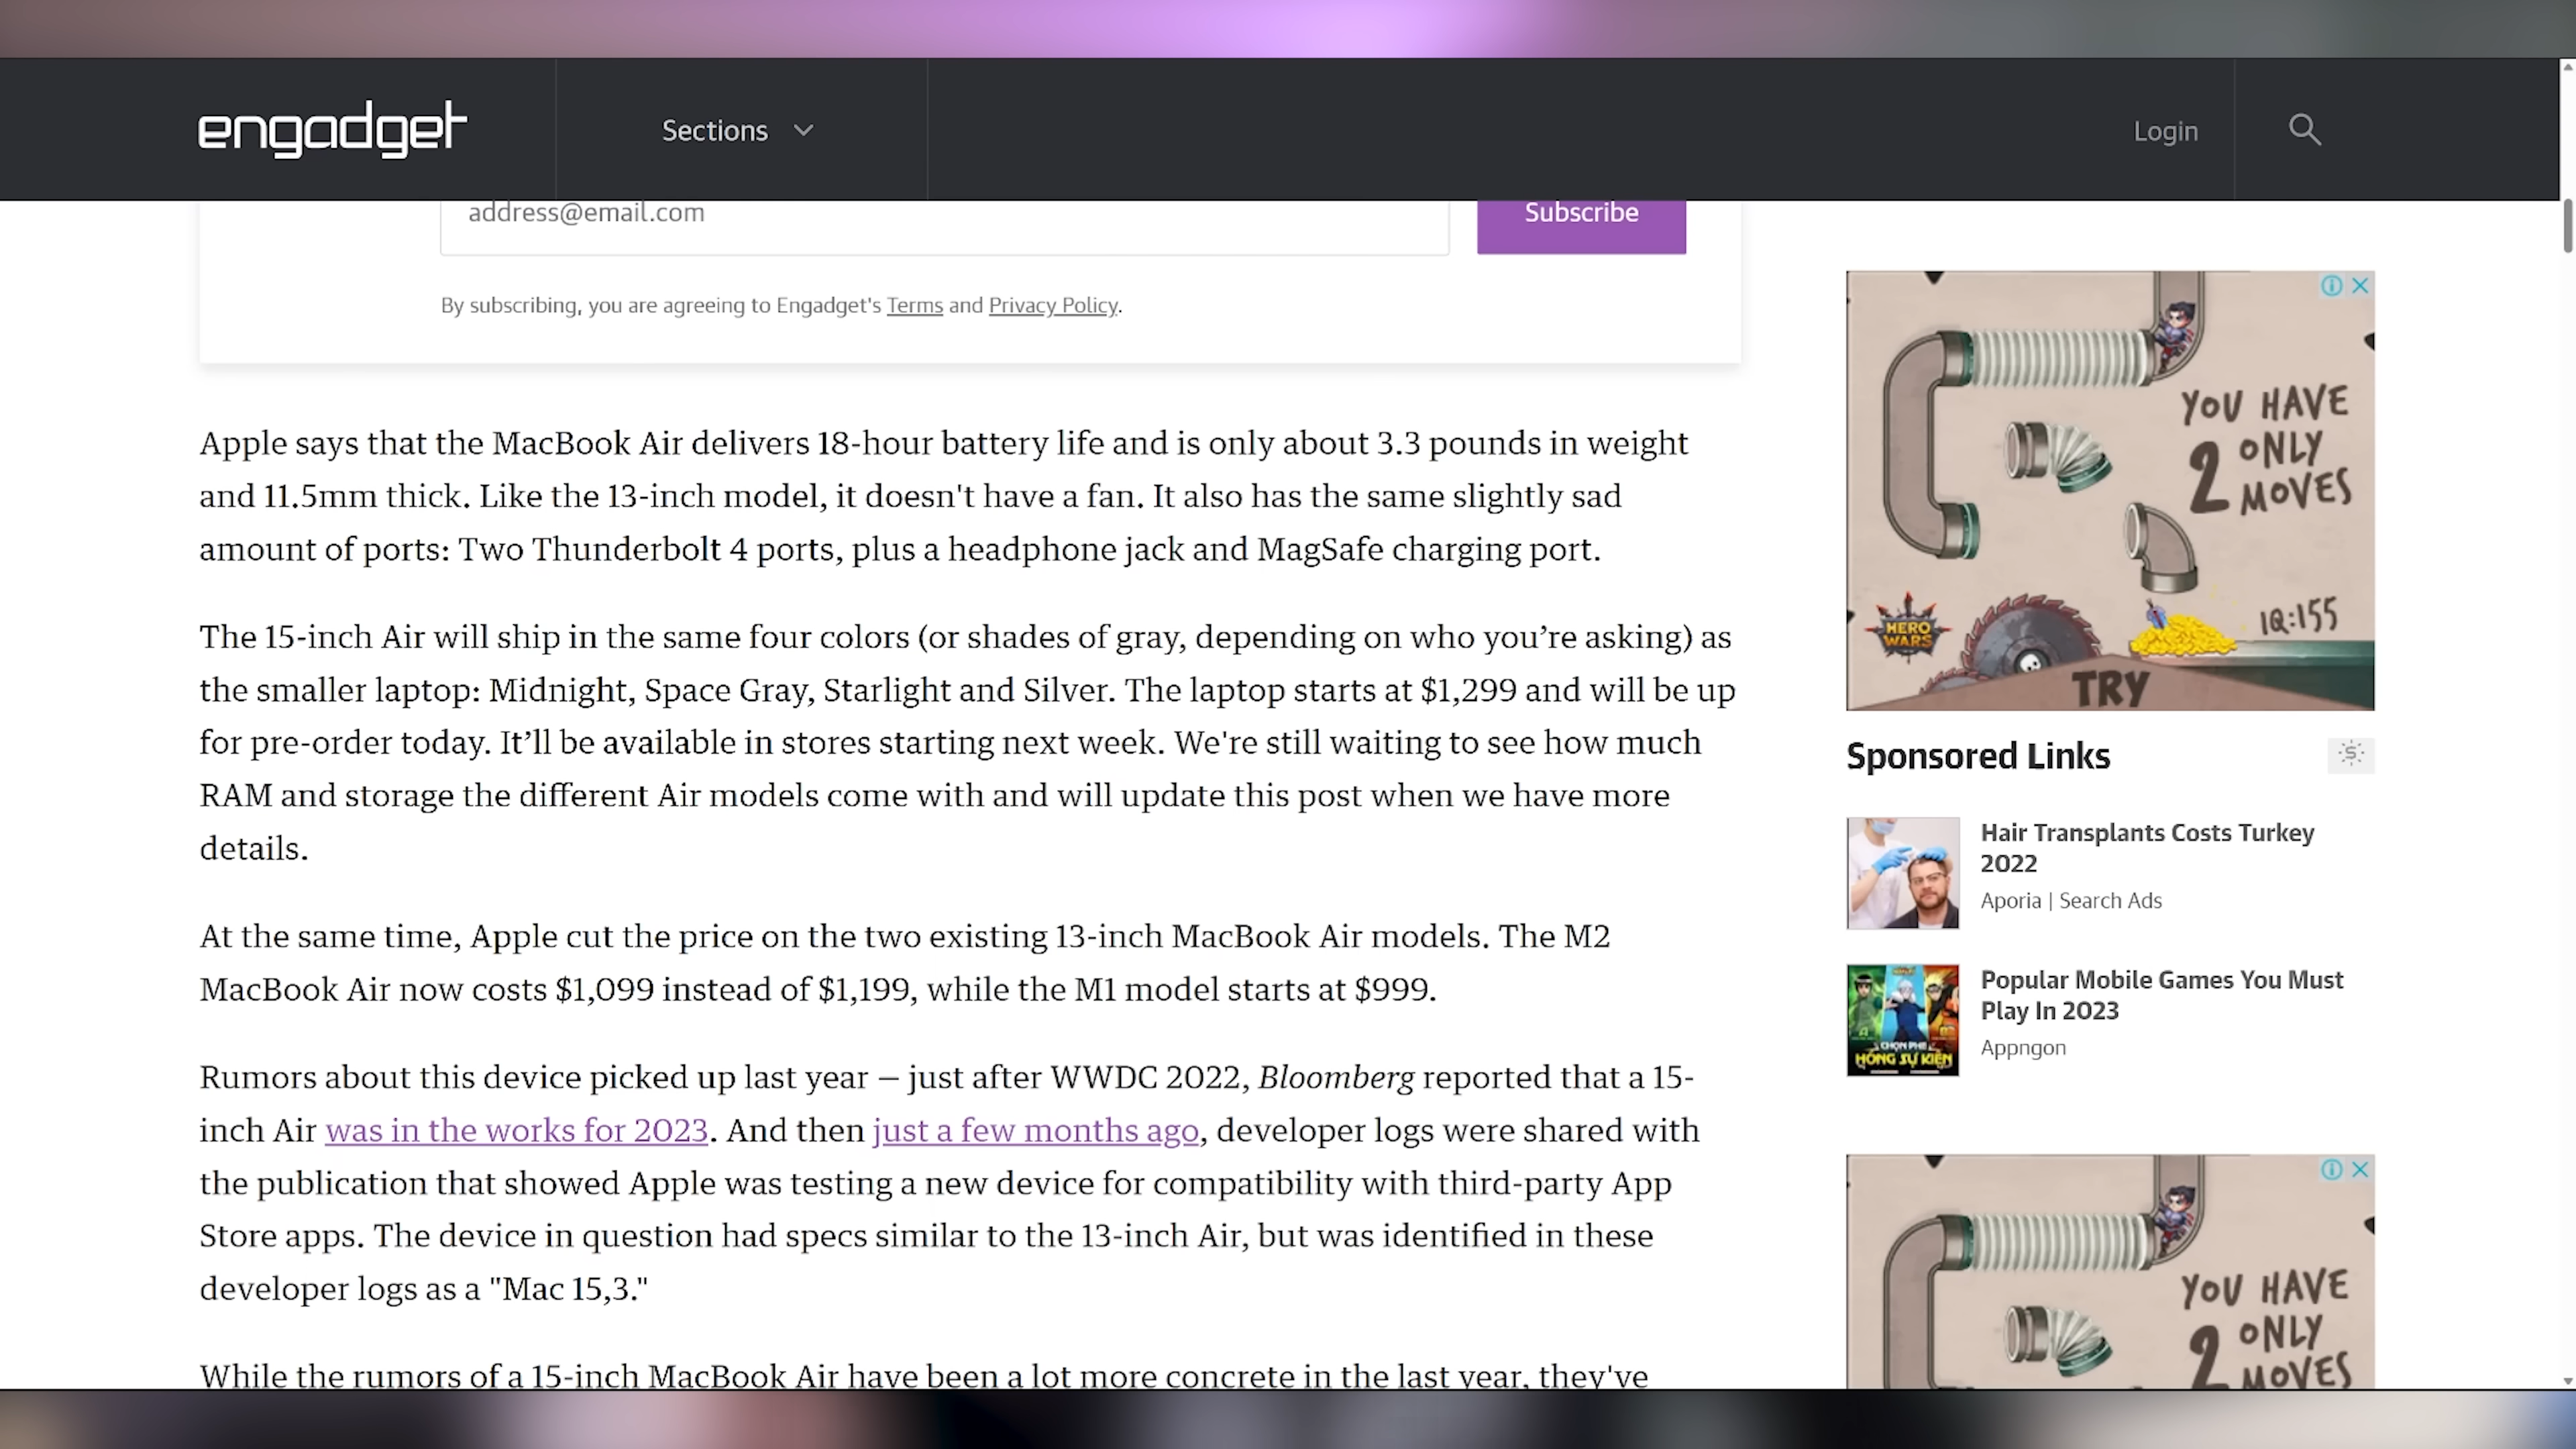 engadget
Sections
Login
address@email.com
Subscribe
By subscribing, you are agreeing to Engadget's Terms and Privacy Policy.
Apple says that the MacBook Air delivers 18-hour battery life and is only about 3.3 pounds in weight
and 11.5mm thick. Like the 13-inch model, it doesn't have a fan. It also has the same slightly sad
amount of ports: Two Thunderbolt 4 ports, plus a headphone jack and MagSafe charging port.
The 15-inch Air will ship in the same four colors (or shades of gray, depending on who you’re asking) as
the smaller laptop: Midnight, Space Gray, Starlight and Silver. The laptop starts at $1,299 and will be up
for pre-order today. It’ll be available in stores starting next week. We're still waiting to see how much
RAM and storage the different Air models come with and will update this post when we have more
details.
At the same time, Apple cut the price on the two existing 13-inch MacBook Air models. The M2
MacBook Air now costs $1,099 instead of $1,199, while the M1 model starts at $999.
Rumors about this device picked up last year — just after WWDC 2022, Bloomberg reported that a 15-
inch Air was in the works for 2023. And then just a few months ago, developer logs were shared with
the publication that showed Apple was testing a new device for compatibility with third-party App
Store apps. The device in question had specs similar to the 13-inch Air, but was identified in these
developer logs as a "Mac 15,3."
While the rumors of a 15-inch MacBook Air have been a lot more concrete in the last year, they've
YOU HAVE
2 ONLY
MOVES
HERO
WARS
IQ:155
TRY
Sponsored Links
Hair Transplants Costs Turkey
2022
Aporia | Search Ads
Popular Mobile Games You Must
Play In 2023
Appngon
CHỌN PHE
HÓNG SỰ KIỆN
YOU HAVE
2 ONLY
MOVES